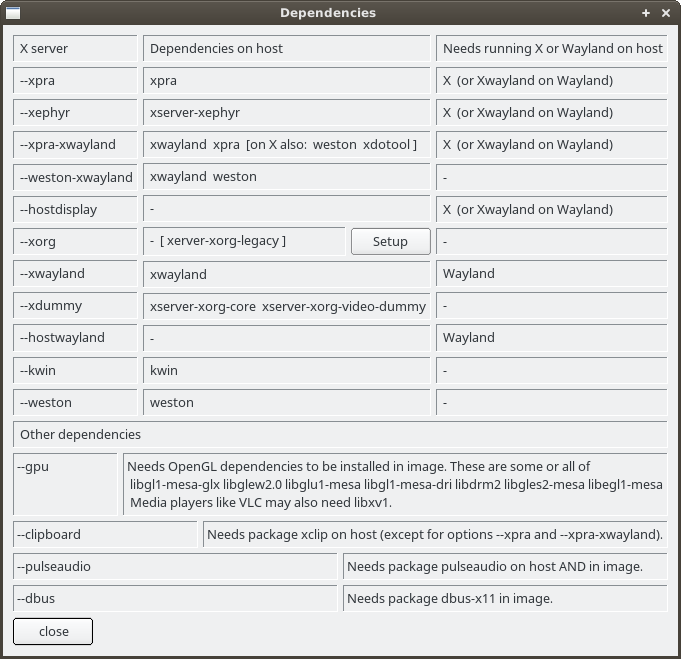 Dependencies
X server Dependencies on host Needs running X or Wayland on host
--xpra xpra X (or Xwayland on Wayland)
--xephyr xserver-xephyr X (or Xwayland on Wayland)
--xpra-xwayland xwayland xpra [on X also: weston xdotool ] X (or Xwayland on Wayland)
--weston-xwayland xwayland weston -
--hostdisplay - X (or Xwayland on Wayland)
--xorg - [ xerver-xorg-legacy ] Setup -
--xwayland xwayland Wayland
--xdummy xserver-xorg-core xserver-xorg-video-dummy -
--hostwayland - Wayland
--kwin kwin -
--weston weston -
Other dependencies
--gpu Needs OpenGL dependencies to be installed in image. These are some or all of
libgl1-mesa-glx libglew2.0 libglu1-mesa libgl1-mesa-dri libdrm2 libgles2-mesa libegl1-mesa
Media players like VLC may also need libxv1.
--clipboard Needs package xclip on host (except for options --xpra and --xpra-xwayland).
--pulseaudio Needs package pulseaudio on host AND in image.
--dbus Needs package dbus-x11 in image.
close